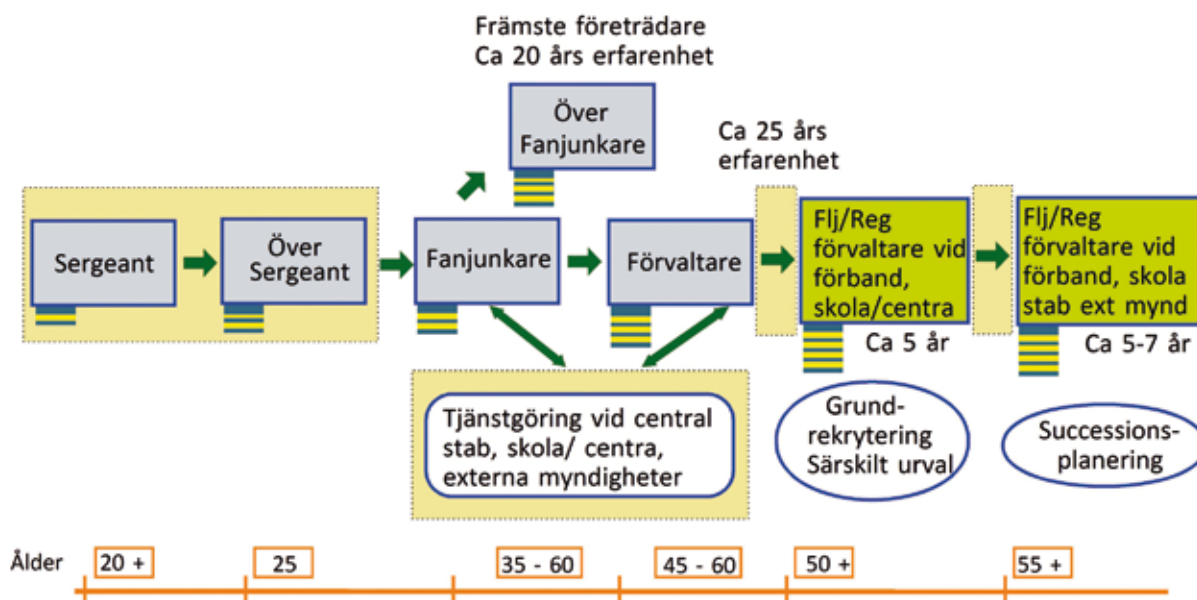 Främste företrädare
Ca 20 års erfarenhet
Över
Fanjunkare
Ca 25 års
erfarenhet
Sergeant
Över
Sergeant
Fanjunkare
Förvaltare
Flj/Reg
förvaltare vid
förband,
skola/centra
Flj/Reg
förvaltare vid
förband, skola
stab ext mynd
Ca 5 år
Ca 5-7 år
Tjänstgöring vid central
stab, skola/ centra,
externa myndigheter
Grund-
rekrytering
Särskilt urval
Successions-
planering
Ålder
20 +
25
35 - 60
45 - 60
50 +
55 +